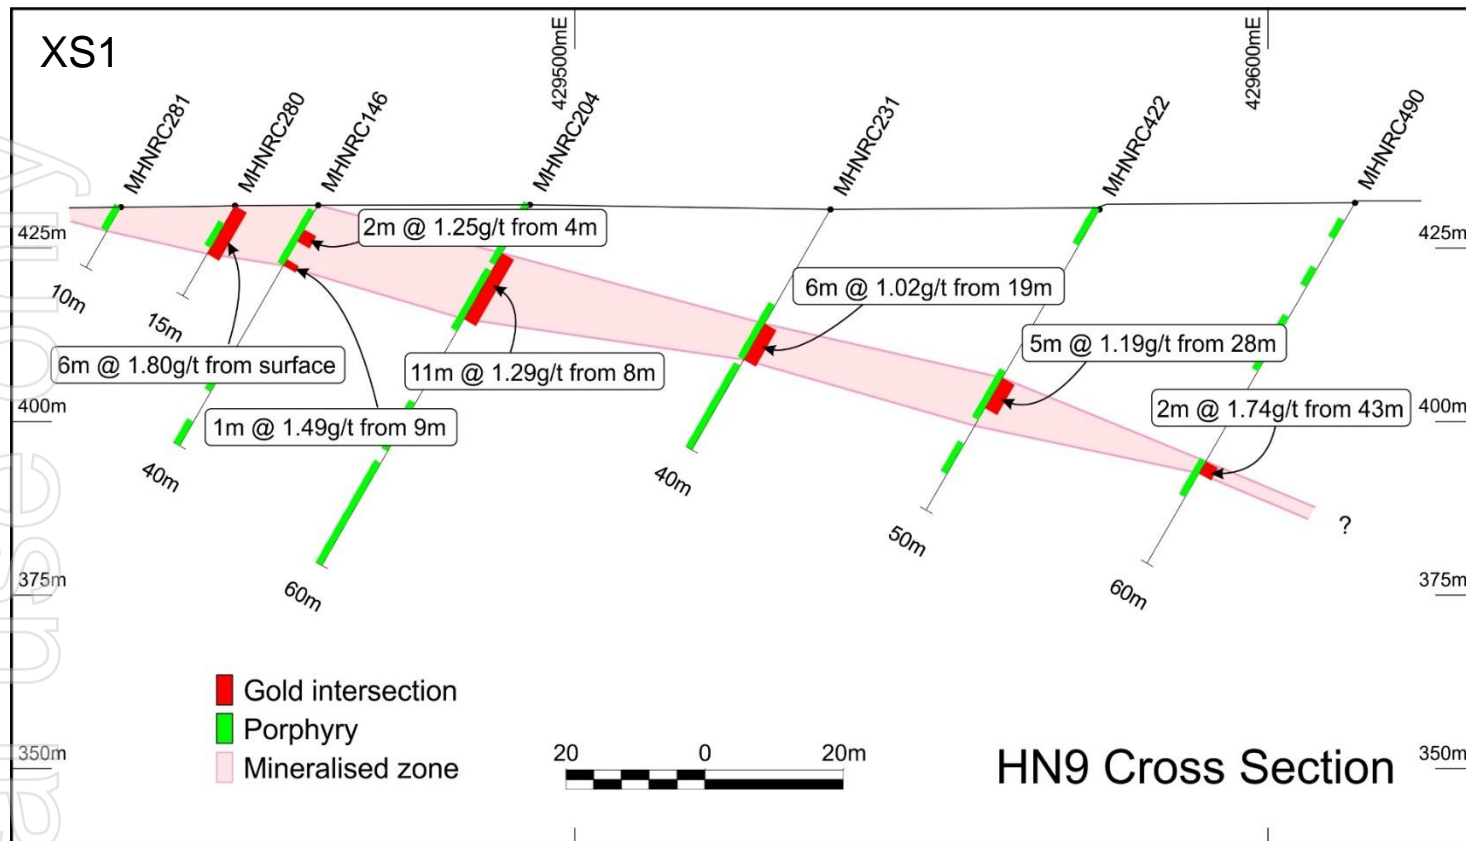 XS1
429500mE
429600mE
MHNRC281
MHNRC280
MHNRC146
MHNRC204
MHNRC231
MHNRC422
MHNRC490
425m
425m
2m @ 1.25g/t from 4m
6m @ 1.02g/t from 19m
10m
15m
5m @ 1.19g/t from 28m
6m @ 1.80g/t from surface
11m @ 1.29g/t from 8m
400m
400m
2m @ 1.74g/t from 43m
1m @ 1.49g/t from 9m
40m
40m
50m
?
375m
375m
60m
60m
Gold intersection
Porphyry
Mineralised zone
350m
350m
20 0 20m
HN9 Cross Section
al use only